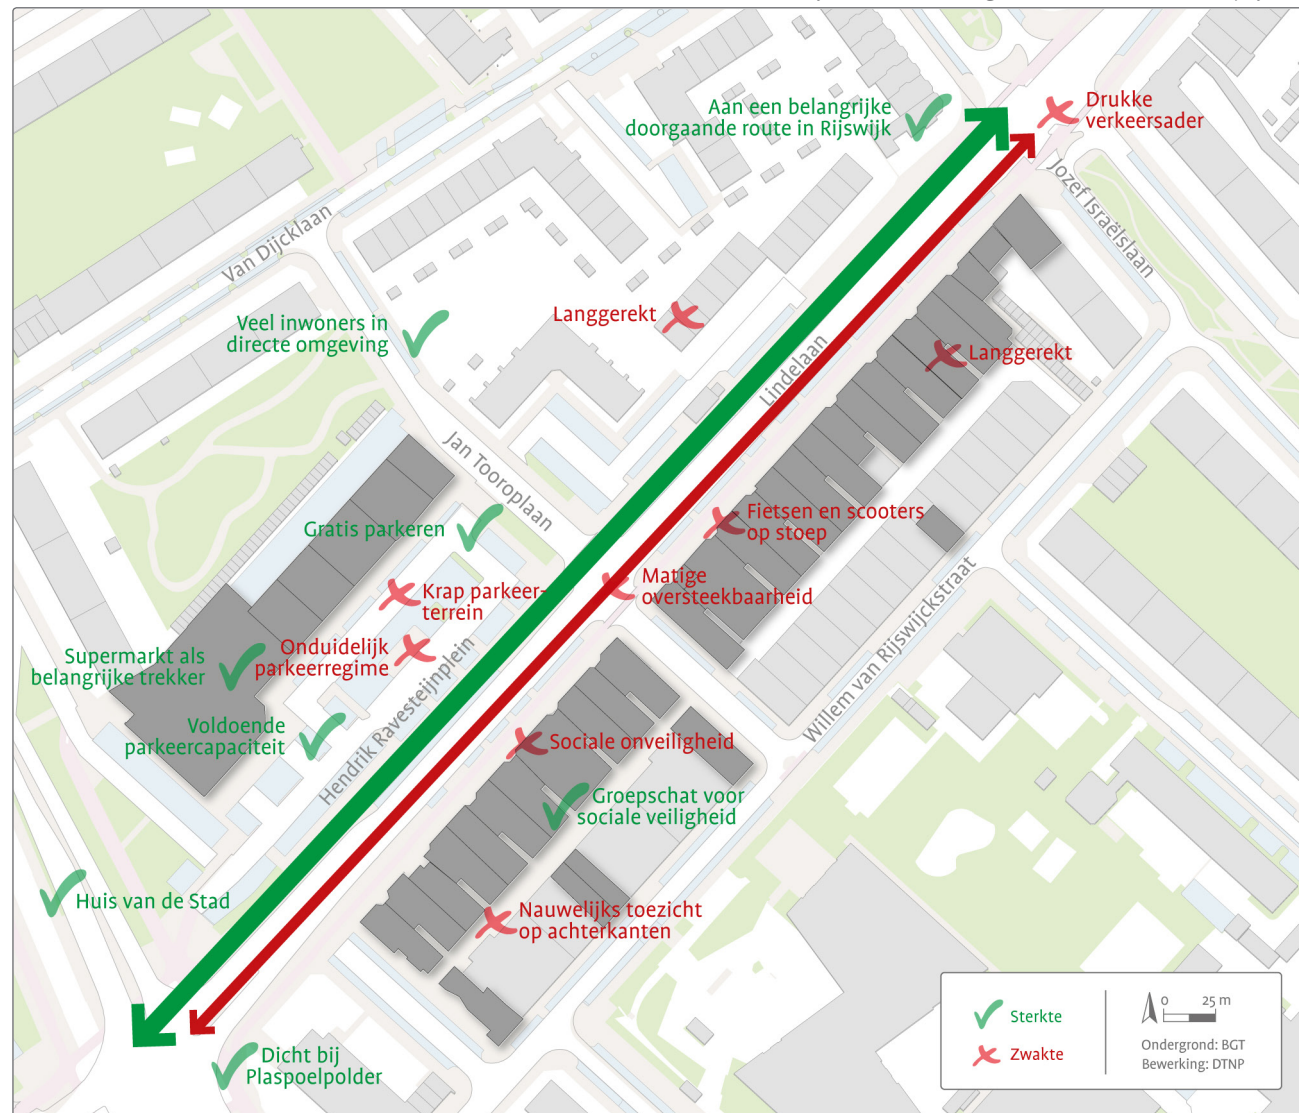 Aan een belangrijke
doorgaande route in Rijswijk
Drukke
verkeersader
Jozef Israëlslaan
Van Dijcklaan
Langgerekt
Veel inwoners in
directe omgeving
Lindelaan
Langgerekt
Jan Tooroplaan
Gratis parkeren
Fietsen en scooters
op stoep
Krap parkeer-
terrein
Matige
oversteekbaarheid
Onduidelijk
parkeerregime
Supermarkt als
belangrijke trekker
Willem van Rijswijckstraat
Hendrik Ravesteijnplein
Voldoende
parkeercapaciteit
Sociale onveiligheid
Groepschat voor
sociale veiligheid
Huis van de Stad
Nauwelijks toezicht
op achterkanten
Dicht bij
Plaspoelpolder
Sterkte
Zwakte
0 25 m
Ondergrond: BGT
Bewerking: DTNP